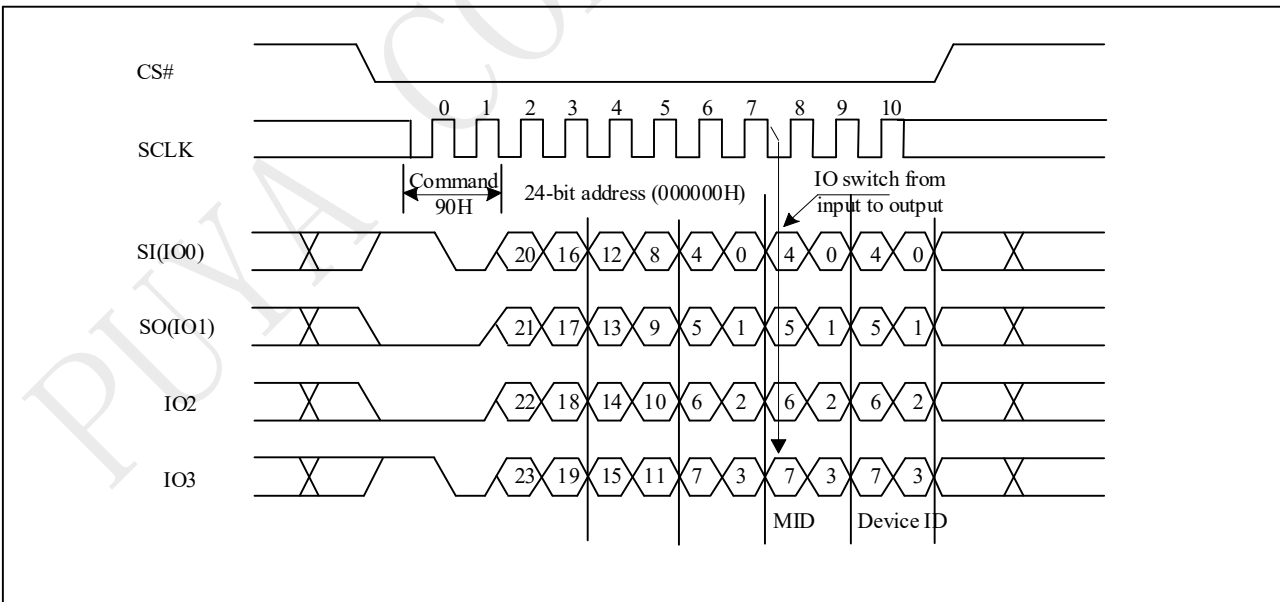 PUYA CO
CS#
0 1 2 3 4 5 6 7 8 9 10
SCLK
Command
90H
24-bit address (000000H)
IO switch from
input to output
SI(IO0)
20 16 12 8 4 0 4 0 4 0
SO(IO1)
21 17 13 9 5 1 5 1 5 1
IO2
22 18 14 10 6 2 6 2 6 2
IO3
23 19 15 11 7 3 7 3 7 3
MID
Device ID